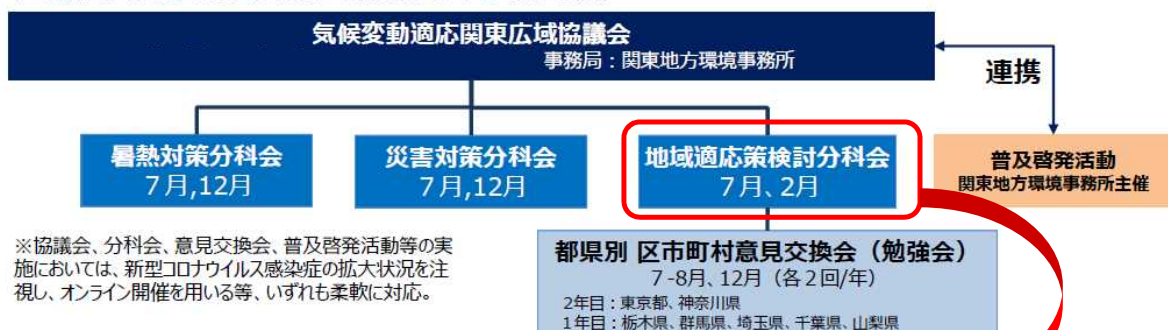 気候変動適応関東広域協議会
事務局：関東地方環境事務所
連携
暑熱対策分科会
７月,12月
災害対策分科会
７月,12月
地域適応策検討分科会
７月、２月
普及啓発活動
関東地方環境事務所主催
※協議会、分科会、意見交換会、普及啓発活動等の実
施においては、新型コロナウイルス感染症の拡大状況を注
視し、オンライン開催を用いる等、いずれも柔軟に対応。
都県別 区市町村意見交換会（勉強会）
７-8月、12月（各２回/年）
2年目：東京都、神奈川県
１年目：栃木県、群馬県、埼玉県、千葉県、山梨県